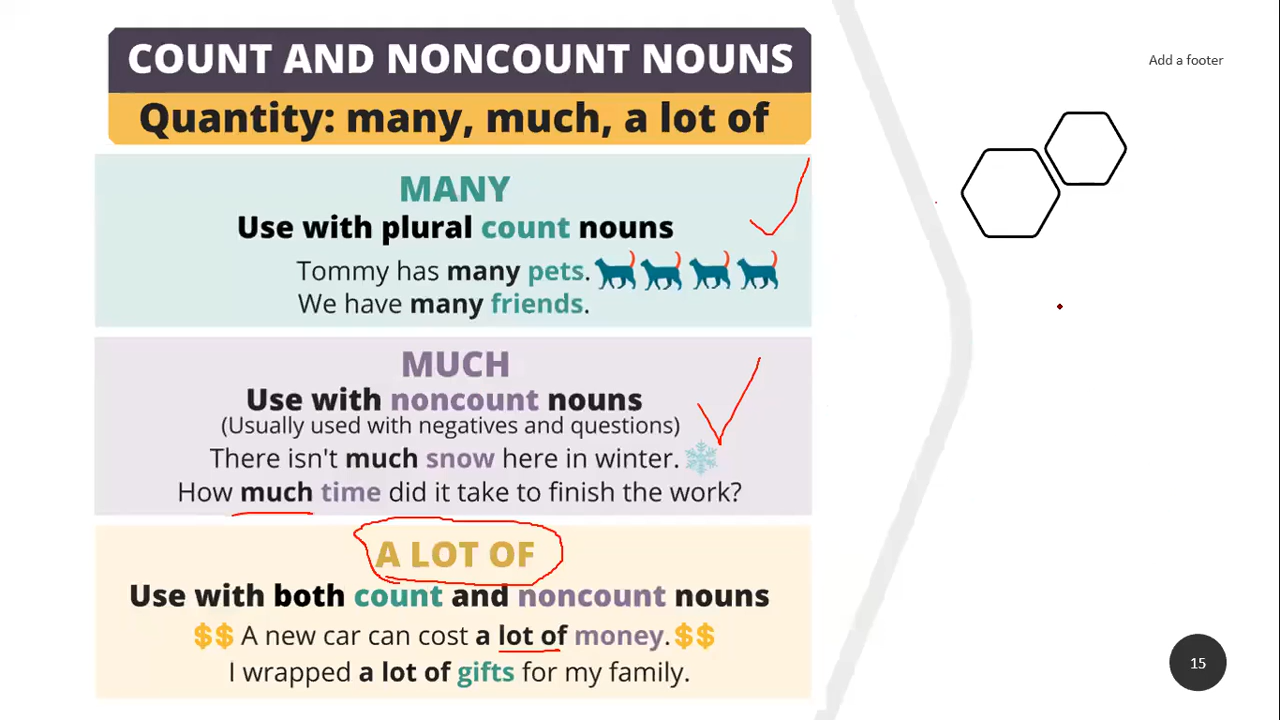 COUNT AND NONCOUNT NOUNS
Quantity: many, much, a lot of
MANY
Use with plural count nouns
Tommy has many pets.
We have many friends.
MUCH
Use with noncount nouns
(Usually used with negatives and questions)
There isn't much snow here in winter.
How much time did it take to finish the work?
A LOT OF
Use with both count and noncount nouns
$$ A new car can cost a lot of money. $$
I wrapped a lot of gifts for my family.
Add a footer
15